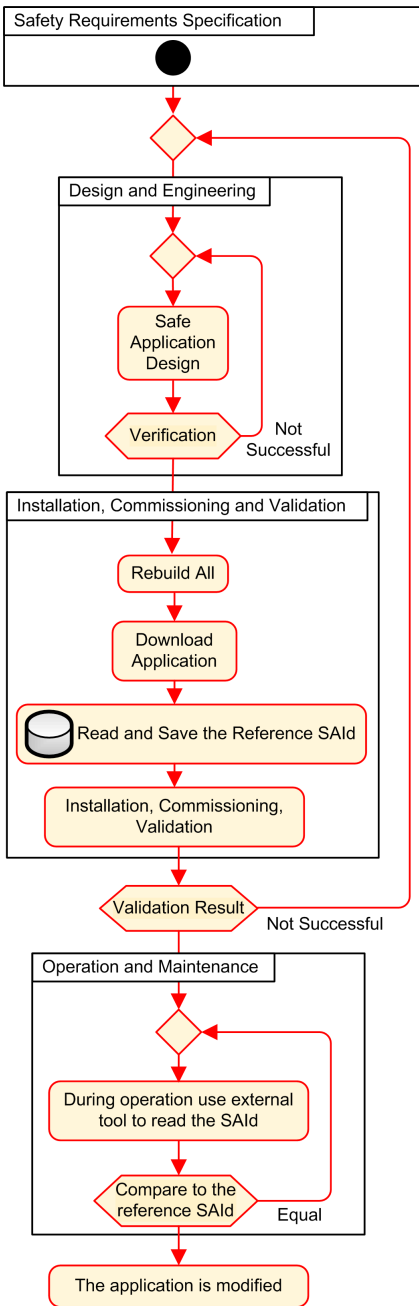 Safety Requirements Specification
Design and Engineering
Safe
Application
Design
Verification
Not
Successful
Installation, Commissioning and Validation
Rebuild All
Download
Application
Read and Save the Reference SAId
Installation, Commissioning,
Validation
Validation Result
Not Successful
Operation and Maintenance
During operation use external
tool to read the SAId
Compare to the
reference SAId
Equal
The application is modified